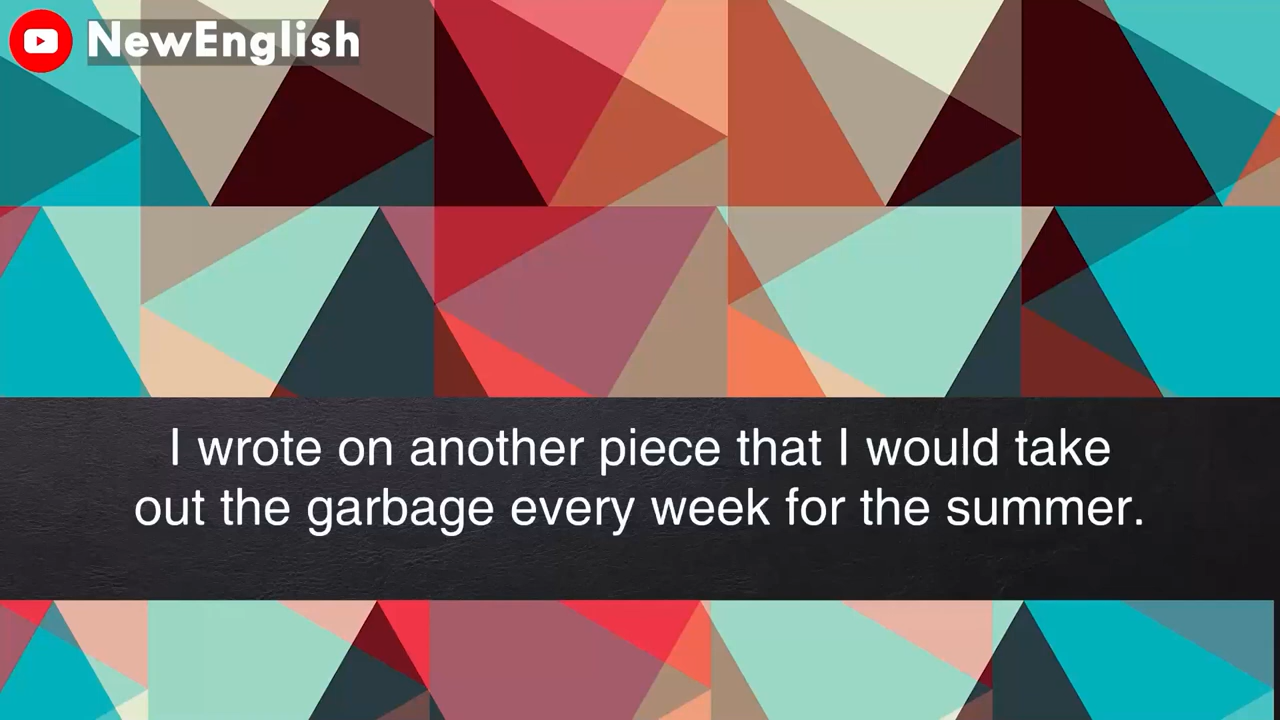 NewEnglish
I wrote on another piece that I would take
out the garbage every week for the summer.